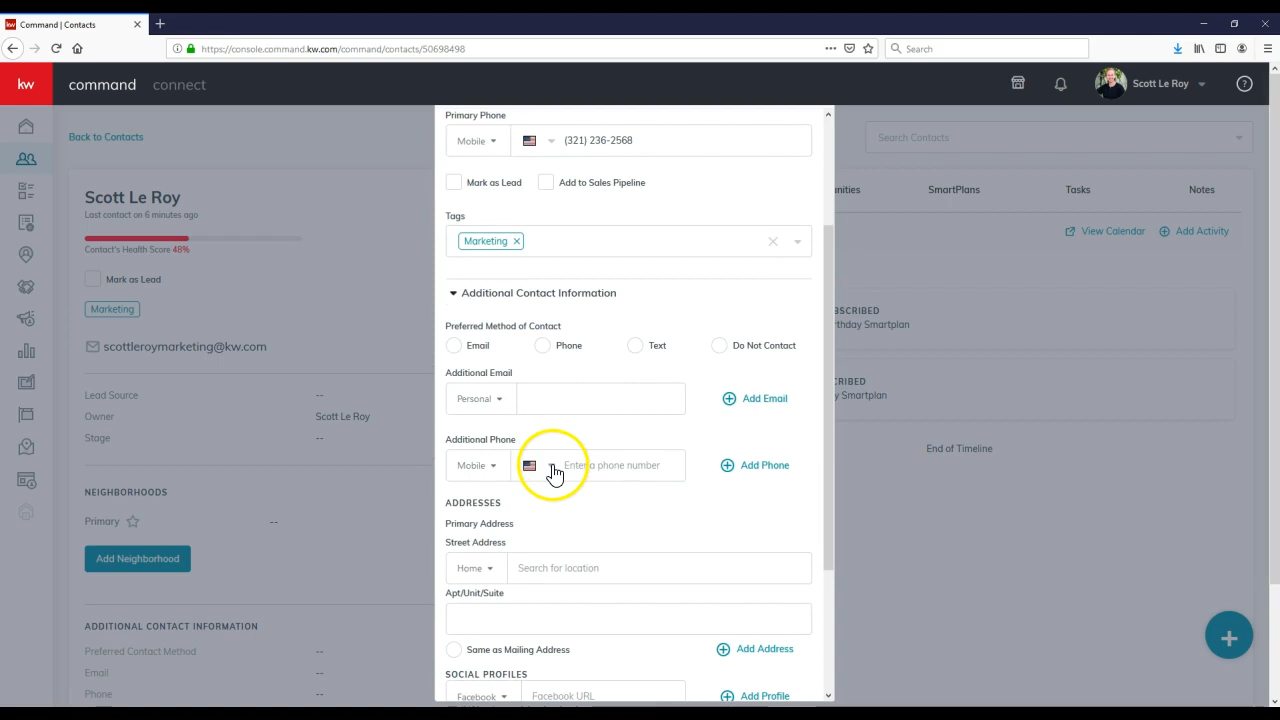 kw Command | Contacts
https://console.command.kw.com/command/contacts/50698498
Search
kw command connect
Scott Le Roy
Back to Contacts
Search Contacts
Scott Le Roy
Last contact on 6 minutes ago
Contact's Health Score 48%
Mark as Lead
Marketing
scottleroymarketing@kw.com
Lead Source --
Owner Scott Le Roy
Stage --
NEIGHBORHOODS
Primary --
Add Neighborhood
ADDITIONAL CONTACT INFORMATION
Preferred Contact Method --
Email --
Phone --
Primary Phone
Mobile (321) 236-2568
Mark as Lead Add to Sales Pipeline
Tags
Marketing
Additional Contact Information
Preferred Method of Contact
Email Phone Text Do Not Contact
Additional Email
Personal Add Email
Additional Phone
Mobile Enter a phone number Add Phone
ADDRESSES
Primary Address
Street Address
Home Search for location
Apt/Unit/Suite
Same as Mailing Address Add Address
SOCIAL PROFILES
Facebook Facebook URL Add Profile
unities SmartPlans Tasks Notes
View Calendar Add Activity
BSCRIBED
rthday Smartplan
CRIBED
y Smartplan
End of Timeline